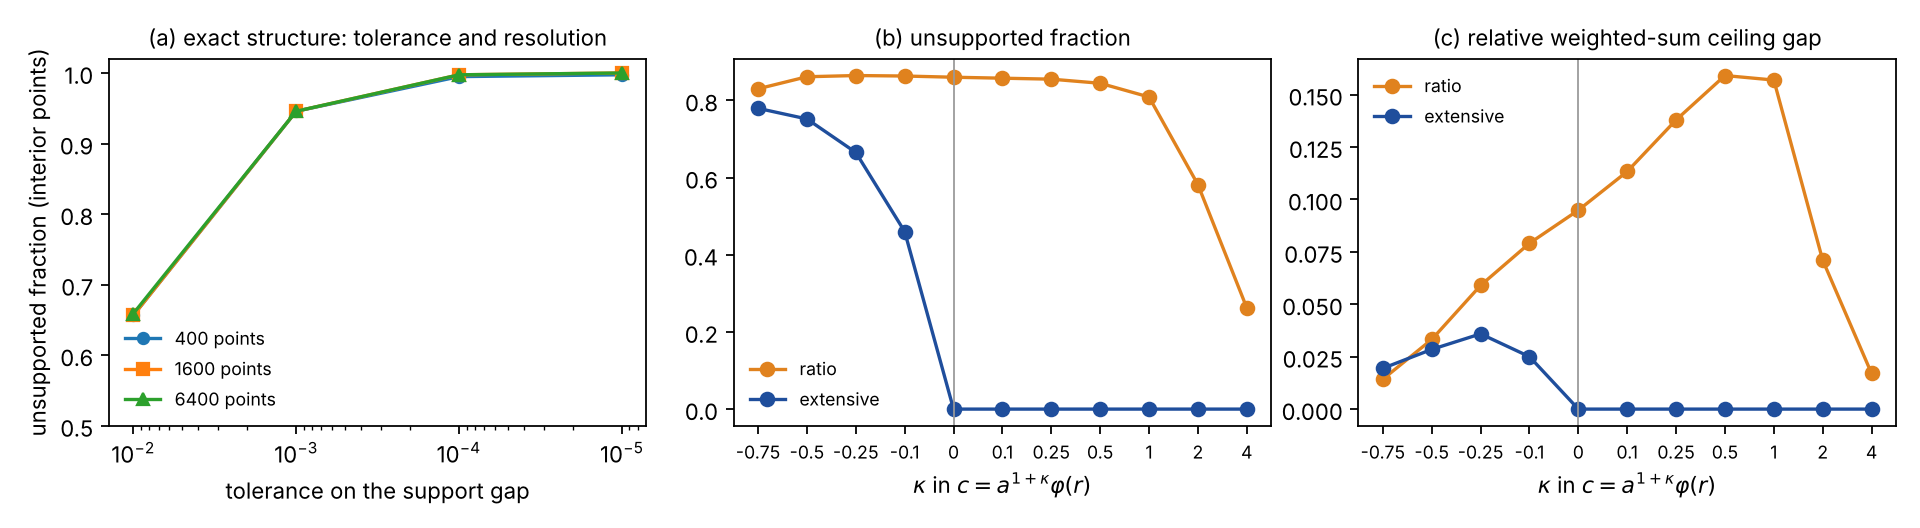 (a) exact structure: tolerance and resolution
unsupported fraction (interior points)
1.0
0.9
0.8
0.7
0.6
0.5
400 points
1600 points
6400 points
10⁻² 10⁻³ 10⁻⁴ 10⁻⁵
tolerance on the support gap
(b) unsupported fraction
0.8
0.6
0.4
0.2
0.0
ratio
extensive
-0.75 -0.5 -0.25 -0.1 0 0.1 0.25 0.5 1 2 4
κ in c = a¹⁺ᵏφ(r)
(c) relative weighted-sum ceiling gap
ratio
extensive
0.150
0.125
0.100
0.075
0.050
0.025
0.000
-0.75 -0.5 -0.25 -0.1 0 0.1 0.25 0.5 1 2 4
κ in c = a¹⁺ᵏφ(r)